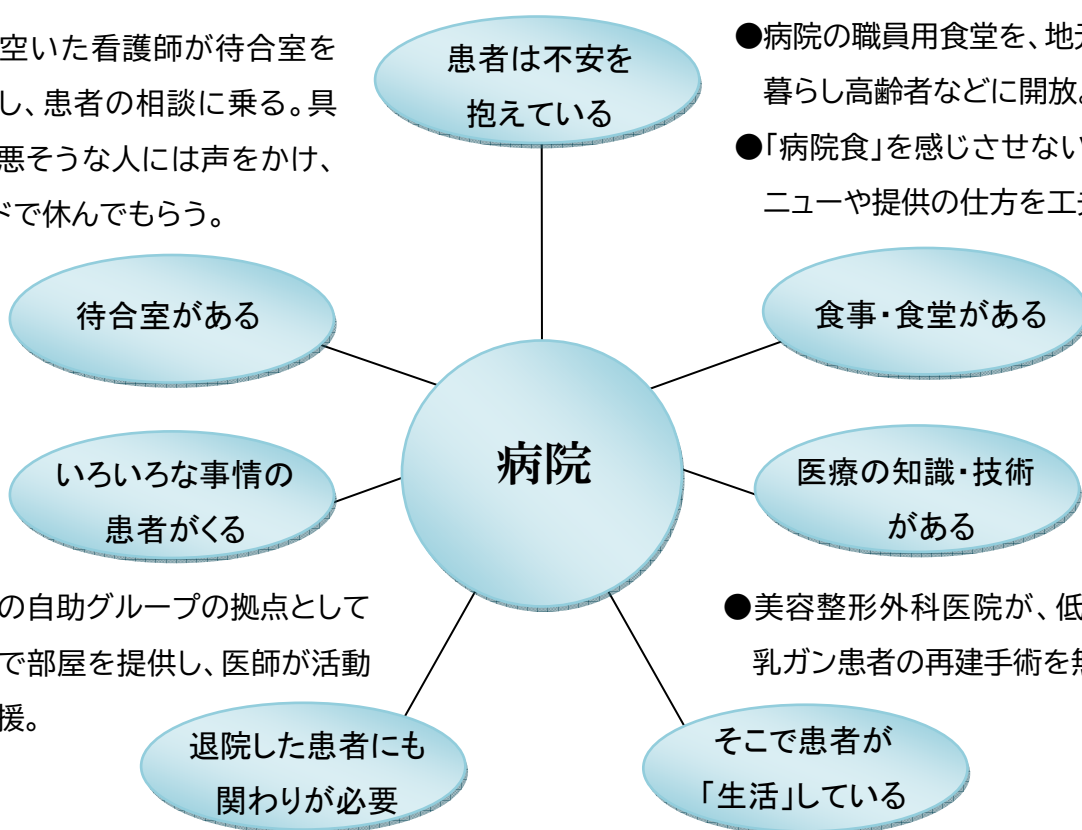 空いた看護師が待合室を
し、患者の相談に乗る。具
悪そうな人には声をかけ、
ドで休んでもらう。
患者は不安を
抱えている
●病院の職員用食堂を、地元
暮らし高齢者などに開放。
●「病院食」を感じさせない
ニューや提供の仕方を工夫
待合室がある
食事・食堂がある
病院
いろいろな事情の
患者がくる
医療の知識・技術
がある
の自助グループの拠点として
で部屋を提供し、医師が活動
援。
●美容整形外科医院が、低
乳ガン患者の再建手術を無
退院した患者にも
関わりが必要
そこで患者が
「生活」している